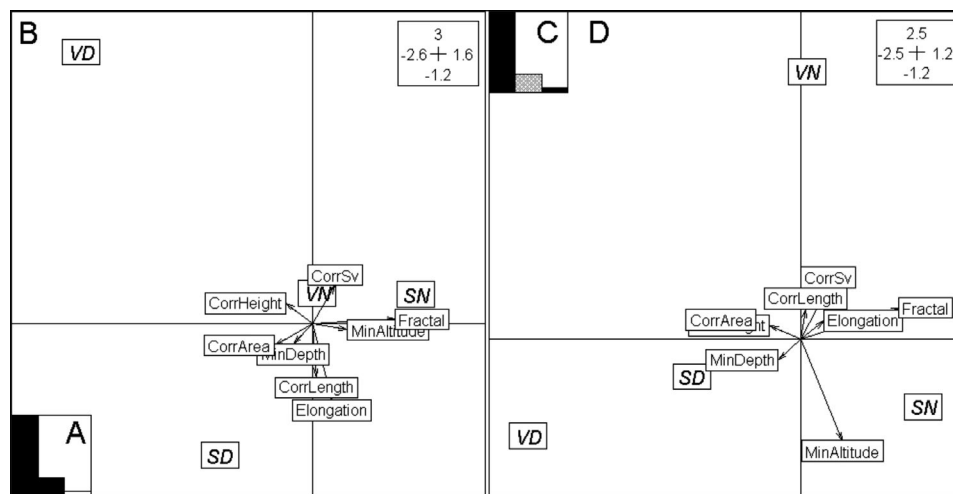 B
VD
3
-2.6 1.6
-1.2
CorrSv
VN
CorrHeight
SN
Fractal
MinAltitude
CorrArea
MinDepth
CorrLength
Elongation
A
SD
C
D
VN
2.5
-2.5 1.2
-1.2
CorrSv
CorrLength
Fractal
CorrArea
Elongation
MinDepth
SD
SN
VD
MinAltitude